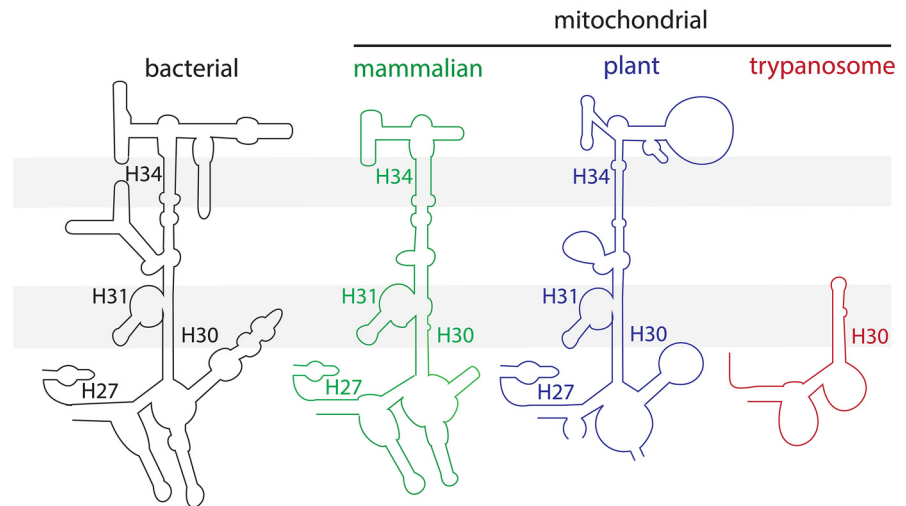 mitochondrial
bacterial mammalian plant trypanosome
H34 H34 H34
H31 H31 H31
H30 H30 H30 H30
H27 H27 H27